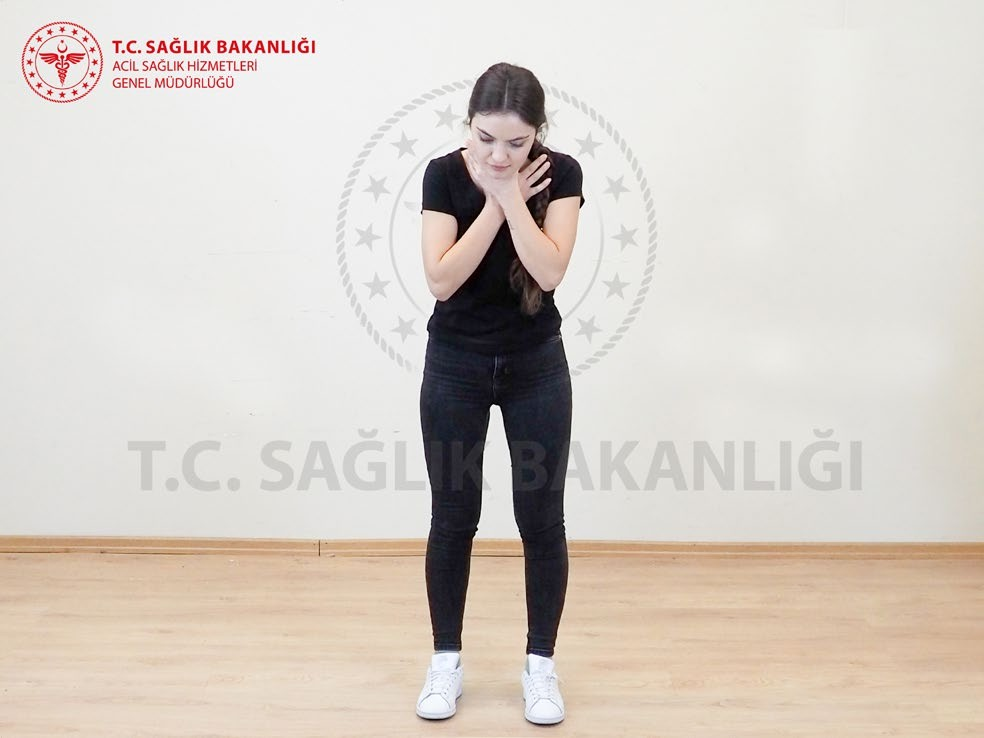 T.C. SAĞLIK BAKANLIĞI
ACİL SAĞLIK HİZMETLERİ
GENEL MÜDÜRLÜĞÜ
T.C. SAĞLIK BAKANLIĞI